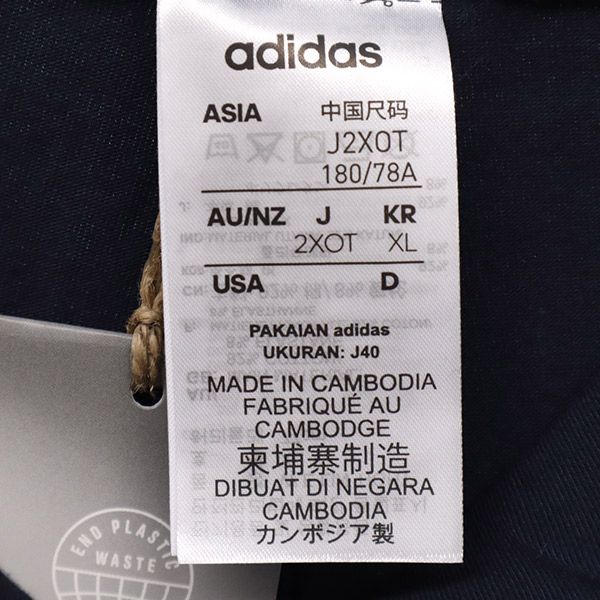 adidas
ASIA 中国尺码
J2XOT
180/78A
AU/NZ J KR
2XOT XL
USA D
PAKAIAN adidas
UKURAN: J40
MADE IN CAMBODIA
FABRIQUÉ AU
CAMBODGE
柬埔寨制造
DIBUAT DI NEGARA
CAMBODIA
カンボジア製
END PLASTIC
WASTE